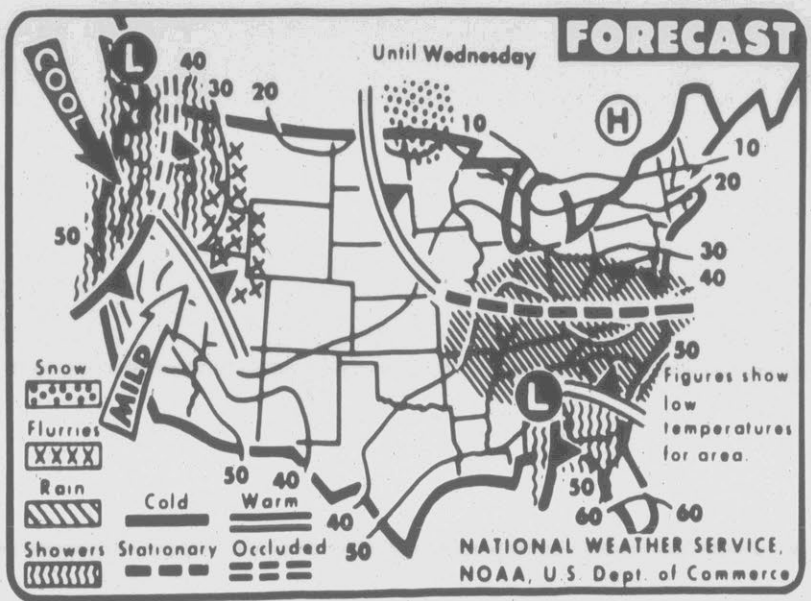 FORECAST
Until Wednesday
L
COOL
40
30
20
10
H
10
20
50
30
40
MILD
50
L
Figures show
low
temperatures
for area.
50
40
40
50
50
60
60
Snow
Flurries
Rain
Showers
Cold
Warm
Stationary
Occluded
NATIONAL WEATHER SERVICE,
NOAA, U.S. Dept. of Commerce